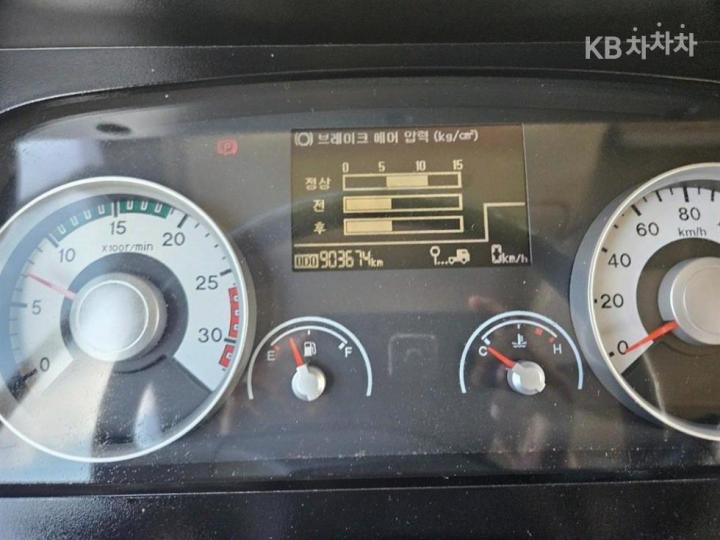 KB차차차
(O) 브레이크 에어 압력 (kg/㎠)
0 5 10 15
정상
전
후
ODO 903674km
0km/h
P
0 5 10 15 20 25 30
X100r/min
E F
C H
0 20 40 60 80
km/h